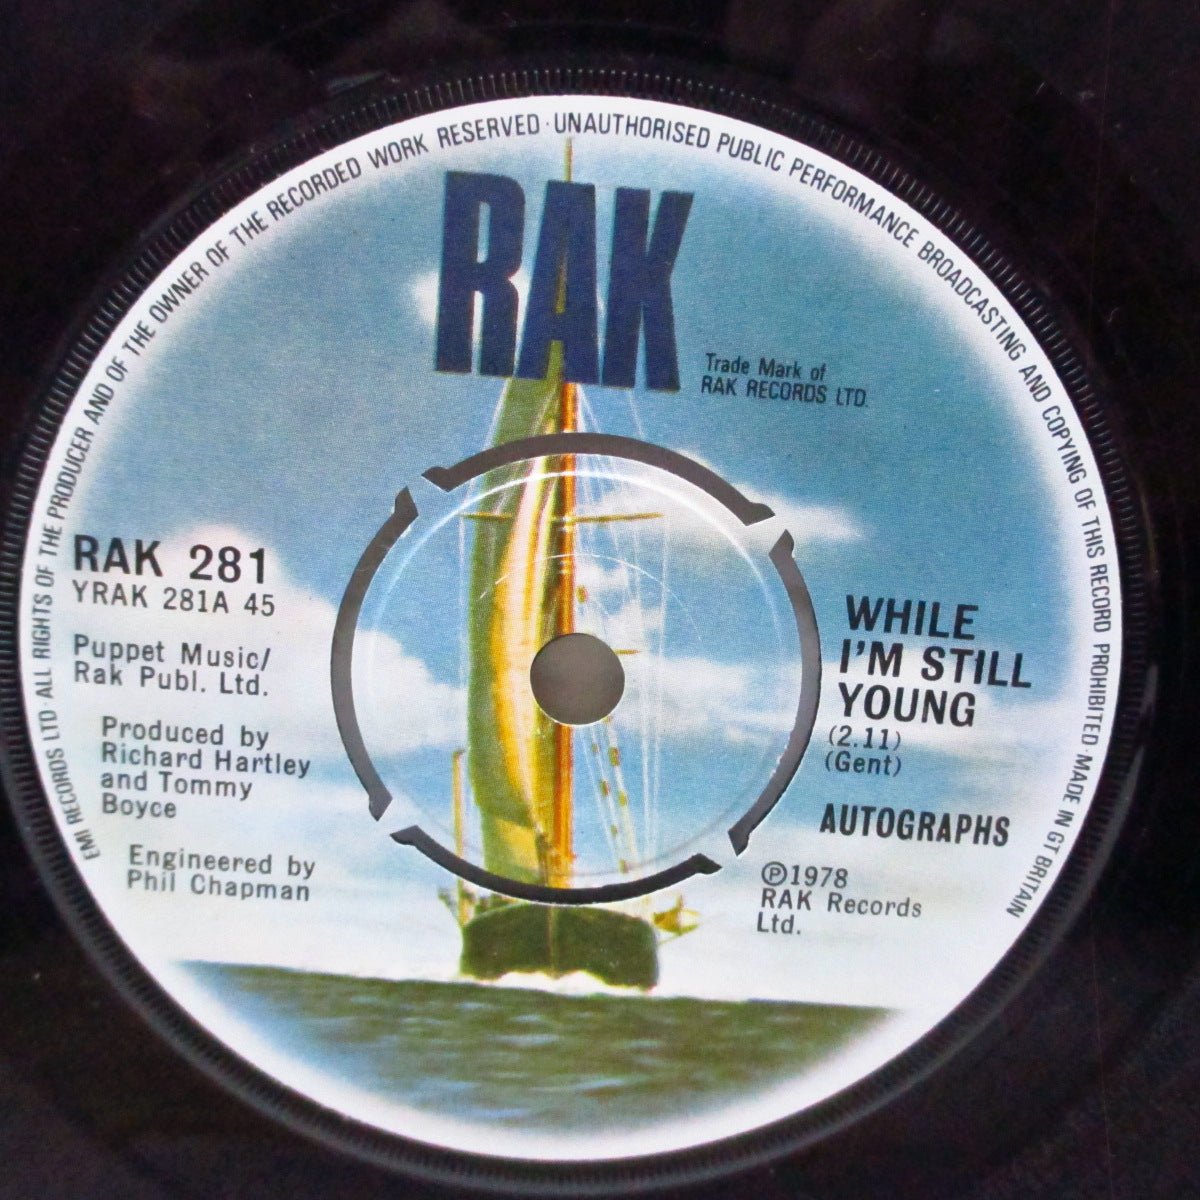 EMI RECORDS LTD · ALL RIGHTS OF THE PRODUCER AND OF THE OWNER OF THE RECORDED WORK RESERVED · UNAUTHORISED PUBLIC PERFORMANCE BROADCASTING AND COPYING OF THIS RECORD PROHIBITED · MADE IN GT BRITAIN
RAK
Trade Mark of
RAK RECORDS LTD.
RAK 281
YRAK 281A 45
Puppet Music/
Rak Publ. Ltd.
Produced by
Richard Hartley
and Tommy
Boyce
Engineered by
Phil Chapman
WHILE
I'M STILL
YOUNG
(2.11)
(Gent)
AUTOGRAPHS
℗1978
RAK Records
Ltd.